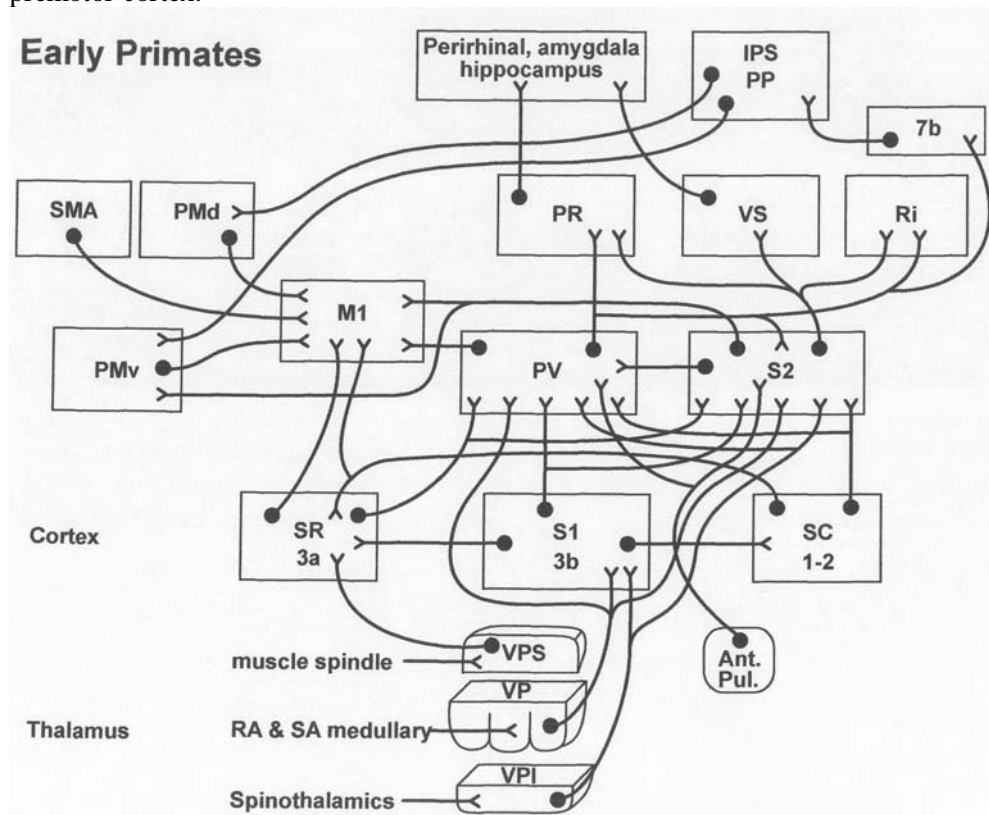 premotor cortex.
Early Primates
Perirhinal, amygdala
hippocampus
IPS
PP
7b
SMA
PMd
PR
VS
Ri
M1
PMv
PV
S2
Cortex
SR
3a
S1
3b
SC
1-2
muscle spindle
VPS
Ant.
Pul.
Thalamus
VP
RA & SA medullary
VPI
Spinothalamics